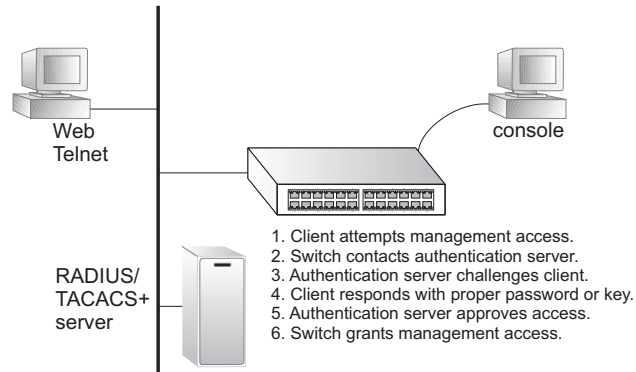 Web
Telnet
console
RADIUS/
TACACS+
server
1. Client attempts management access.
2. Switch contacts authentication server.
3. Authentication server challenges client.
4. Client responds with proper password or key.
5. Authentication server approves access.
6. Switch grants management access.